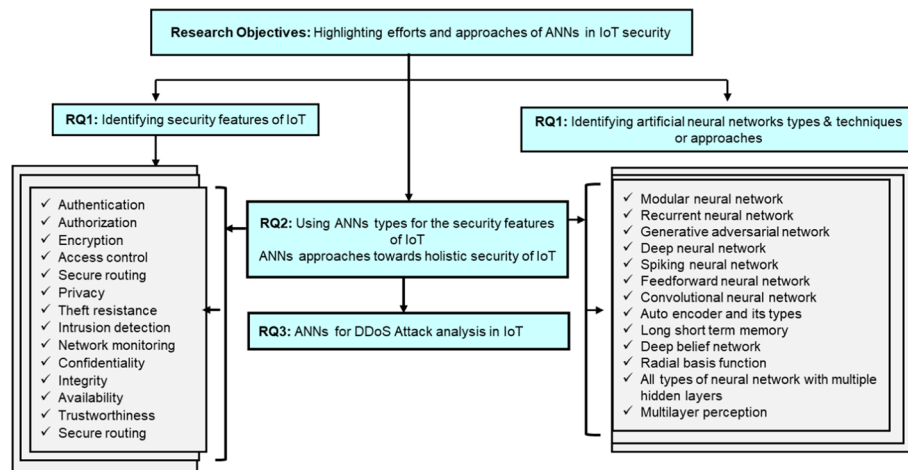 Research Objectives: Highlighting efforts and approaches of ANNs in IoT security
RQ1: Identifying security features of IoT
RQ1: Identifying artificial neural networks types & techniques
or approaches
✓ Authentication
✓ Authorization
✓ Encryption
✓ Access control
✓ Secure routing
✓ Privacy
✓ Theft resistance
✓ Intrusion detection
✓ Network monitoring
✓ Confidentiality
✓ Integrity
✓ Availability
✓ Trustworthiness
✓ Secure routing
RQ2: Using ANNs types for the security features
of IoT
ANNs approaches towards holistic security of IoT
RQ3: ANNs for DDoS Attack analysis in IoT
✓ Modular neural network
✓ Recurrent neural network
✓ Generative adversarial network
✓ Deep neural network
✓ Spiking neural network
✓ Feedforward neural network
✓ Convolutional neural network
✓ Auto encoder and its types
✓ Long short term memory
✓ Deep belief network
✓ Radial basis function
✓ All types of neural network with multiple
hidden layers
✓ Multilayer perception